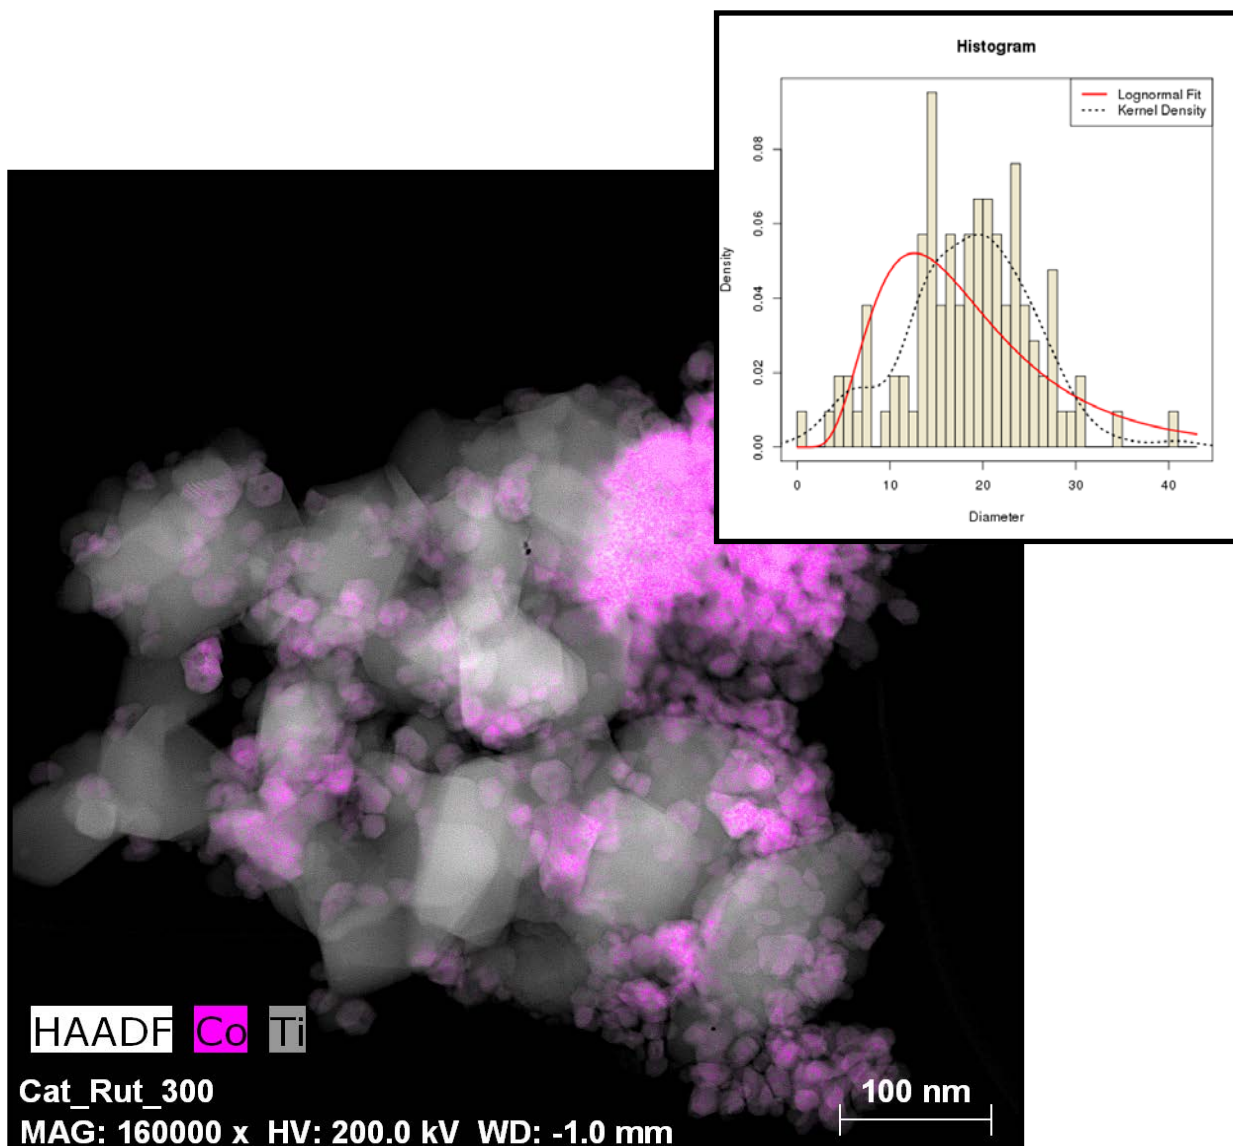 Histogram
Lognormal Fit
Kernel Density
Density
0.00
0.02
0.04
0.06
0.08
0 10 20 30 40
Diameter
HAADF Co Ti
Cat_Rut_300
100 nm
MAG: 160000 x HV: 200.0 kV WD: -1.0 mm